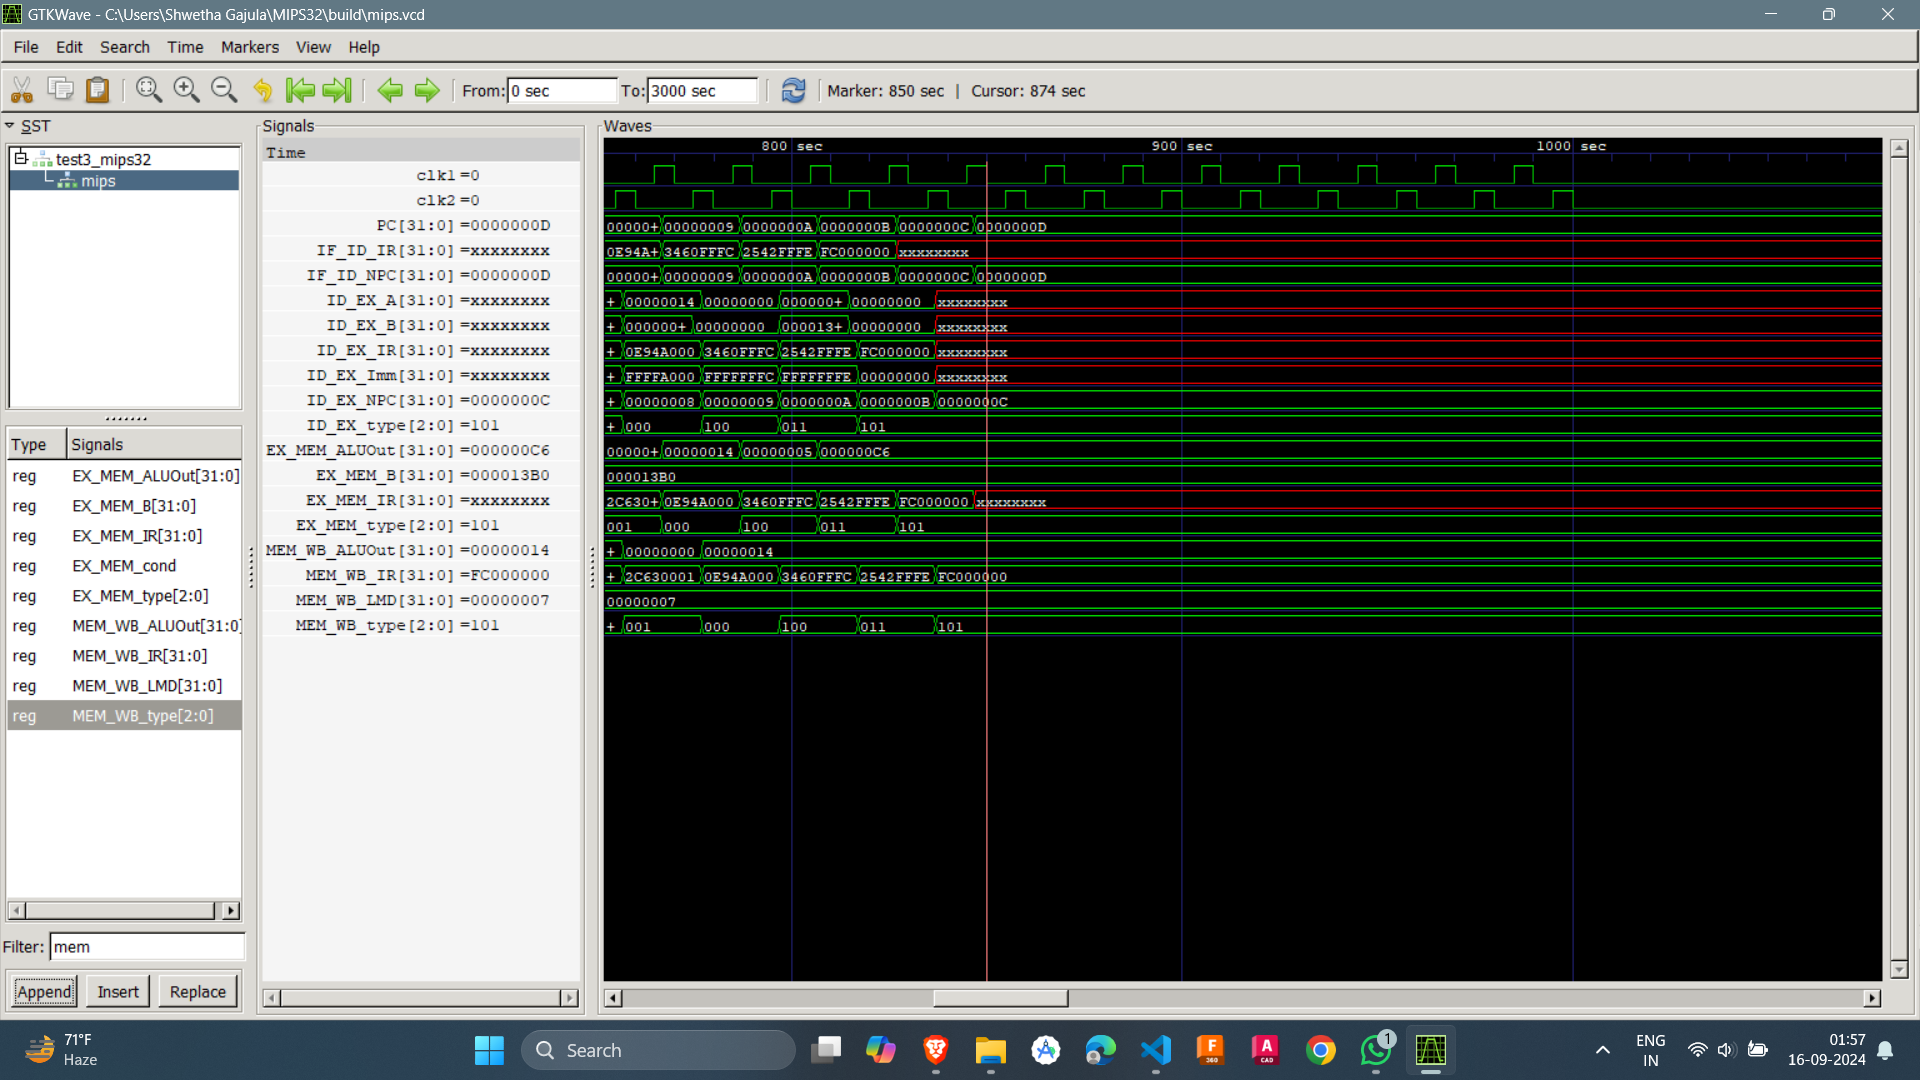 GTKWave - C:\Users\Shwetha Gajula\MIPS32\build\mips.vcd
File Edit Search Time Markers View Help
From: 0 sec To: 3000 sec Marker: 850 sec | Cursor: 874 sec
SST
test3_mips32
mips
Type Signals
reg EX_MEM_ALUOut[31:0]
reg EX_MEM_B[31:0]
reg EX_MEM_IR[31:0]
reg EX_MEM_cond
reg EX_MEM_type[2:0]
reg MEM_WB_ALUOut[31:0]
reg MEM_WB_IR[31:0]
reg MEM_WB_LMD[31:0]
reg MEM_WB_type[2:0]
Filter: mem
Append Insert Replace
Signals
Time
clk1 =0
clk2 =0
PC[31:0] =0000000D
IF_ID_IR[31:0] =xxxxxxxx
IF_ID_NPC[31:0] =0000000D
ID_EX_A[31:0] =xxxxxxxx
ID_EX_B[31:0] =xxxxxxxx
ID_EX_IR[31:0] =xxxxxxxx
ID_EX_Imm[31:0] =xxxxxxxx
ID_EX_NPC[31:0] =0000000C
ID_EX_type[2:0] =101
EX_MEM_ALUOut[31:0] =000000C6
EX_MEM_B[31:0] =000013B0
EX_MEM_IR[31:0] =xxxxxxxx
EX_MEM_type[2:0] =101
MEM_WB_ALUOut[31:0] =00000014
MEM_WB_IR[31:0] =FC000000
MEM_WB_LMD[31:0] =00000007
MEM_WB_type[2:0] =101
Waves
800 sec 900 sec 1000 sec
00000+ 00000009 0000000A 0000000B 0000000C 0000000D
0E94A+ 3460FFFC 2542FFFE FC000000 xxxxxxxx
00000+ 00000009 0000000A 0000000B 0000000C 0000000D
+ 00000014 00000000 000000+ 00000000 xxxxxxxx
+ 000000+ 00000000 000013+ 00000000 xxxxxxxx
+ 0E94A000 3460FFFC 2542FFFE FC000000 xxxxxxxx
+ FFFFA000 FFFFFFFC FFFFFFFE 00000000 xxxxxxxx
+ 00000008 00000009 0000000A 0000000B 0000000C
+ 000 100 011 101
00000+ 00000014 00000005 000000C6
000013B0
2C630+ 0E94A000 3460FFFC 2542FFFE FC000000 xxxxxxxx
001 000 100 011 101
+ 00000000 00000014
+ 2C630001 0E94A000 3460FFFC 2542FFFE FC000000
00000007
+ 001 000 100 011 101
71°F
Haze
Search
F
360
A
CAD
1
ENG
IN
01:57
16-09-2024